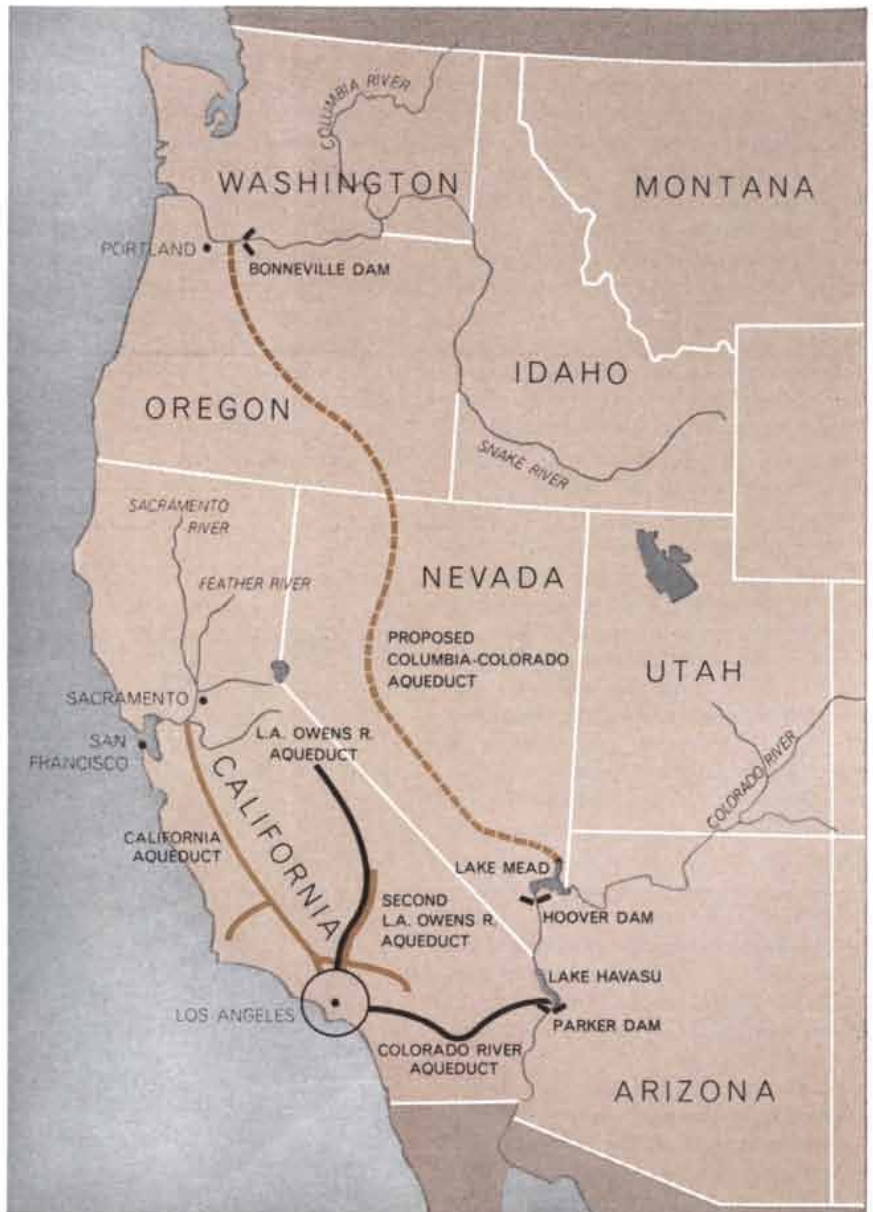 COLUMBIA RIVER
WASHINGTON
MONTANA
PORTLAND
BONNEVILLE DAM
IDAHO
OREGON
SNAKE RIVER
SACRAMENTO
RIVER
FEATHER RIVER
NEVADA
PROPOSED
COLUMBIA-COLORADO
AQUEDUCT
UTAH
SACRAMENTO
SAN
FRANCISCO
L.A. OWENS R.
AQUEDUCT
COLORADO RIVER
CALIFORNIA
CALIFORNIA
AQUEDUCT
LAKE MEAD
SECOND
L.A. OWENS R.
AQUEDUCT
HOOVER DAM
LAKE HAVASU
LOS ANGELES
PARKER DAM
COLORADO RIVER
AQUEDUCT
ARIZONA